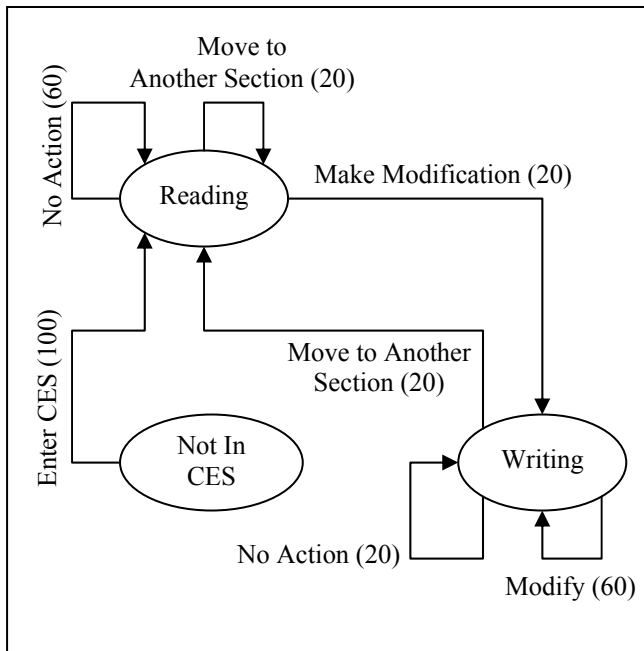 Move to
Another Section (20)
No Action (60)
Reading
Make Modification (20)
Enter CES (100)
Move to Another
Section (20)
Not In
CES
Writing
No Action (20)
Modify (60)